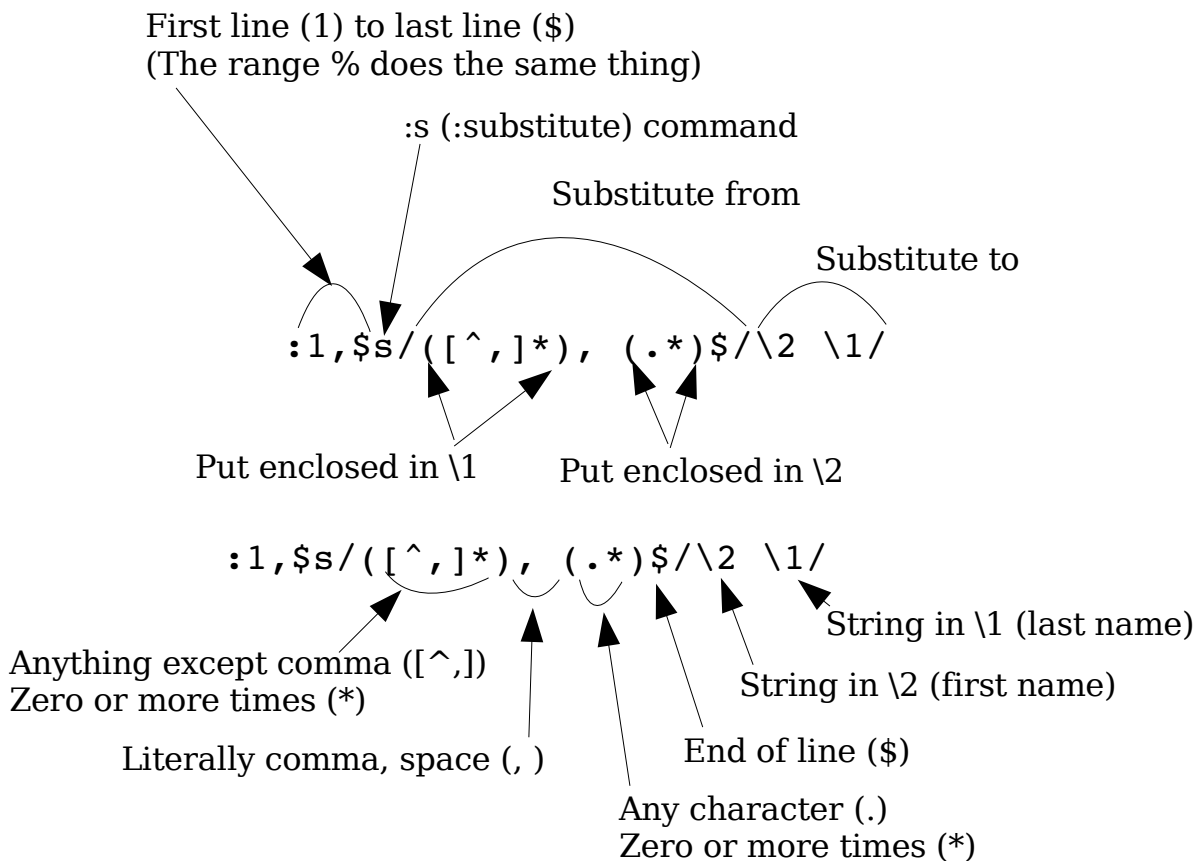 First line (1) to last line ($)
(The range % does the same thing)
:s (:substitute) command
Substitute from
Substitute to
:1,$s/([^,]*), (.*)$/\2 \1/
Put enclosed in \1
Put enclosed in \2
:1,$s/([^,]*), (.*)$/\2 \1/
String in \1 (last name)
Anything except comma ([^,])
Zero or more times (*)
String in \2 (first name)
Literally comma, space (, )
End of line ($)
Any character (.)
Zero or more times (*)